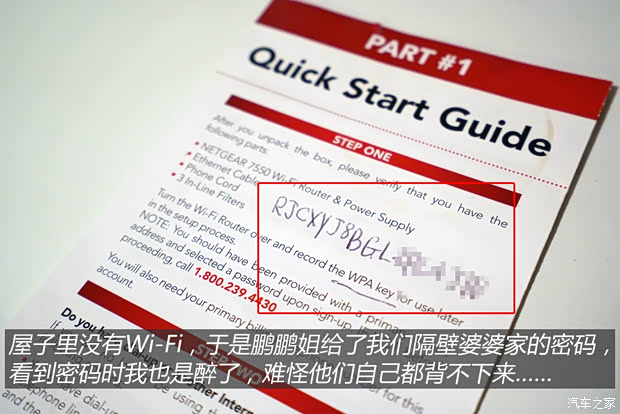 PART #1
Quick Start Guide
STEP ONE
After you unpack the box, please verify that you have the
following parts:
• NETGEAR 7550 Wi-Fi Router & Power Supply
• Ethernet Cable
• Phone Cord
• 3 In-Line Filters
RJCXYJ8BGL
Turn the Wi-Fi Router over and record the WPA key for use later
in the setup process.
NOTE: You should have been provided with a primary
address and selected a password upon sign-up.
proceeding, call 1.800.239.4430
You will also need your primary
account.
屋子里没有Wi-Fi，于是鹏鹏姐给了我们隔壁婆婆家的密码，
看到密码时我也是醉了，难怪他们自己都背不下来......
汽车之家